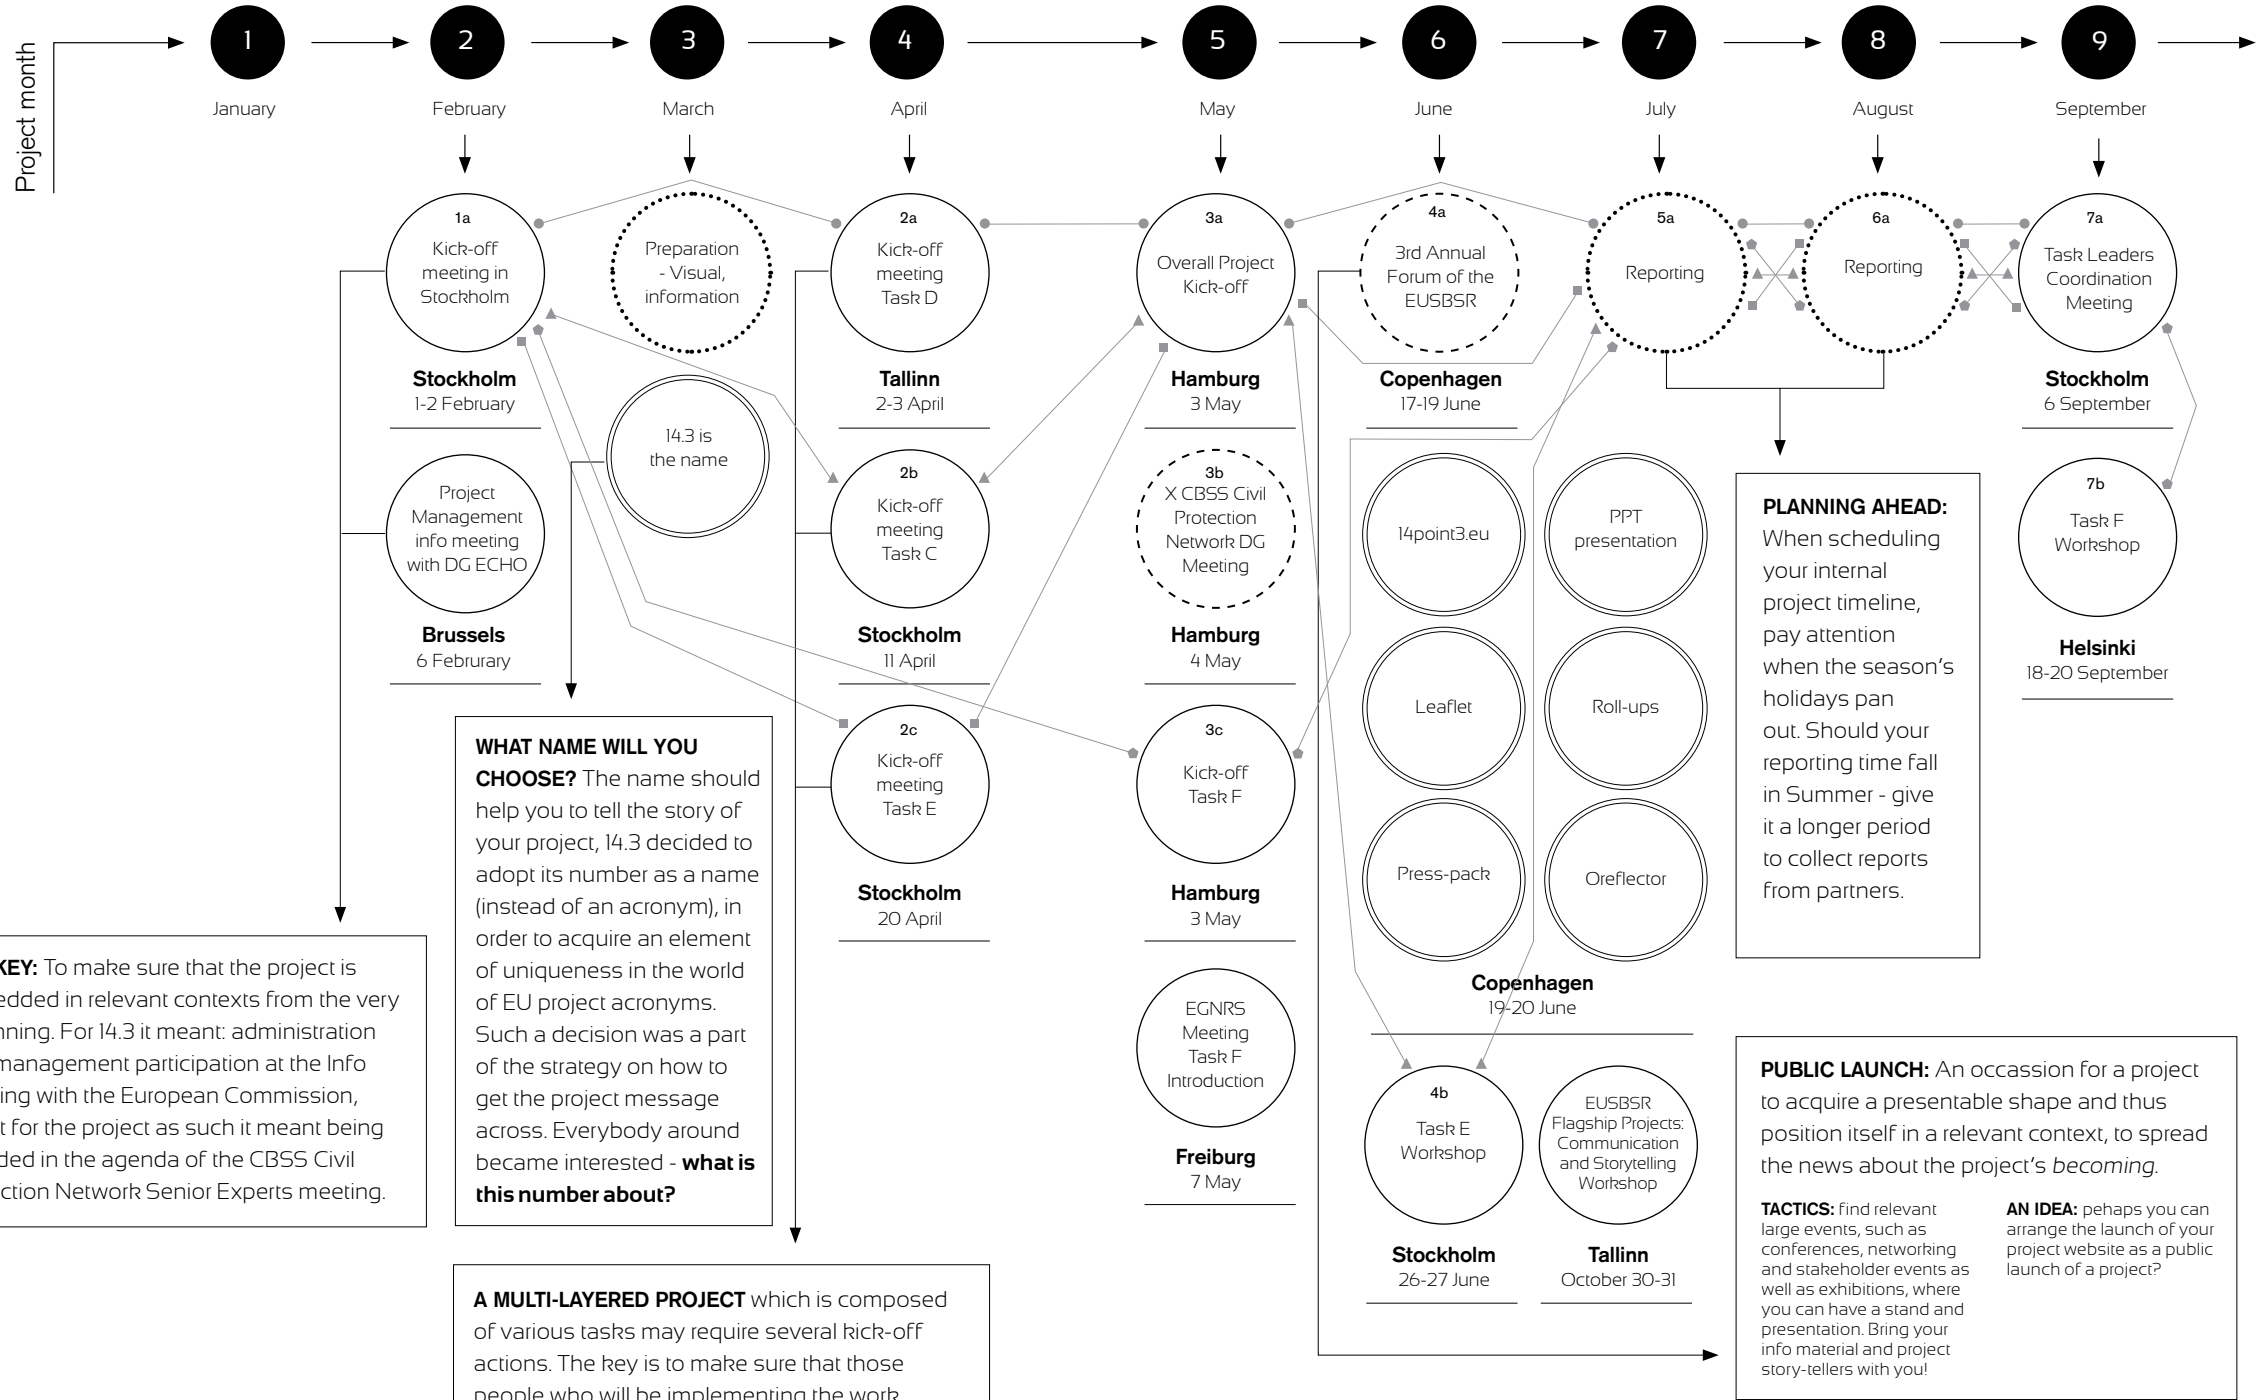 Project month
1
2
3
4
5
6
7
8
9
January
February
March
April
May
June
July
August
September
1a
Kick-off
meeting in
Stockholm
Stockholm
1-2 February
Project
Management
info meeting
with DG ECHO
Brussels
6 Februrary
KEY: To make sure that the project is
edded in relevant contexts from the very
nning. For 14.3 it meant: administration
management participation at the Info
ing with the European Commission,
t for the project as such it meant being
ded in the agenda of the CBSS Civil
ction Network Senior Experts meeting.
Preparation
- Visual,
information
14.3 is
the name
WHAT NAME WILL YOU
CHOOSE? The name should
help you to tell the story of
your project, 14.3 decided to
adopt its number as a name
(instead of an acronym), in
order to acquire an element
of uniqueness in the world
of EU project acronyms.
Such a decision was a part
of the strategy on how to
get the project message
across. Everybody around
became interested - what is
this number about?
2a
Kick-off
meeting
Task D
Tallinn
2-3 April
2b
Kick-off
meeting
Task C
Stockholm
11 April
2c
Kick-off
meeting
Task E
Stockholm
20 April
A MULTI-LAYERED PROJECT which is composed
of various tasks may require several kick-off
actions. The key is to make sure that those
people who will be implementing the work
3a
Overall Project
Kick-off
Hamburg
3 May
3b
X CBSS Civil
Protection
Network DG
Meeting
Hamburg
4 May
3c
Kick-off
Task F
Hamburg
3 May
EGNRS
Meeting
Task F
Introduction
Freiburg
7 May
4a
3rd Annual
Forum of the
EUSBSR
Copenhagen
17-19 June
14point3.eu
PPT
presentation
Leaflet
Roll-ups
Press-pack
Oreflector
Copenhagen
19-20 June
4b
Task E
Workshop
Stockholm
26-27 June
EUSBSR
Flagship Projects:
Communication
and Storytelling
Workshop
Tallinn
October 30-31
5a
Reporting
6a
Reporting
PLANNING AHEAD:
When scheduling
your internal
project timeline,
pay attention
when the season's
holidays pan
out. Should your
reporting time fall
in Summer - give
it a longer period
to collect reports
from partners.
7a
Task Leaders
Coordination
Meeting
Stockholm
6 September
7b
Task F
Workshop
Helsinki
18-20 September
PUBLIC LAUNCH: An occassion for a project
to acquire a presentable shape and thus
position itself in a relevant context, to spread
the news about the project's becoming.
TACTICS: find relevant
large events, such as
conferences, networking
and stakeholder events as
well as exhibitions, where
you can have a stand and
presentation. Bring your
info material and project
story-tellers with you!
AN IDEA: pehaps you can
arrange the launch of your
project website as a public
launch of a project?